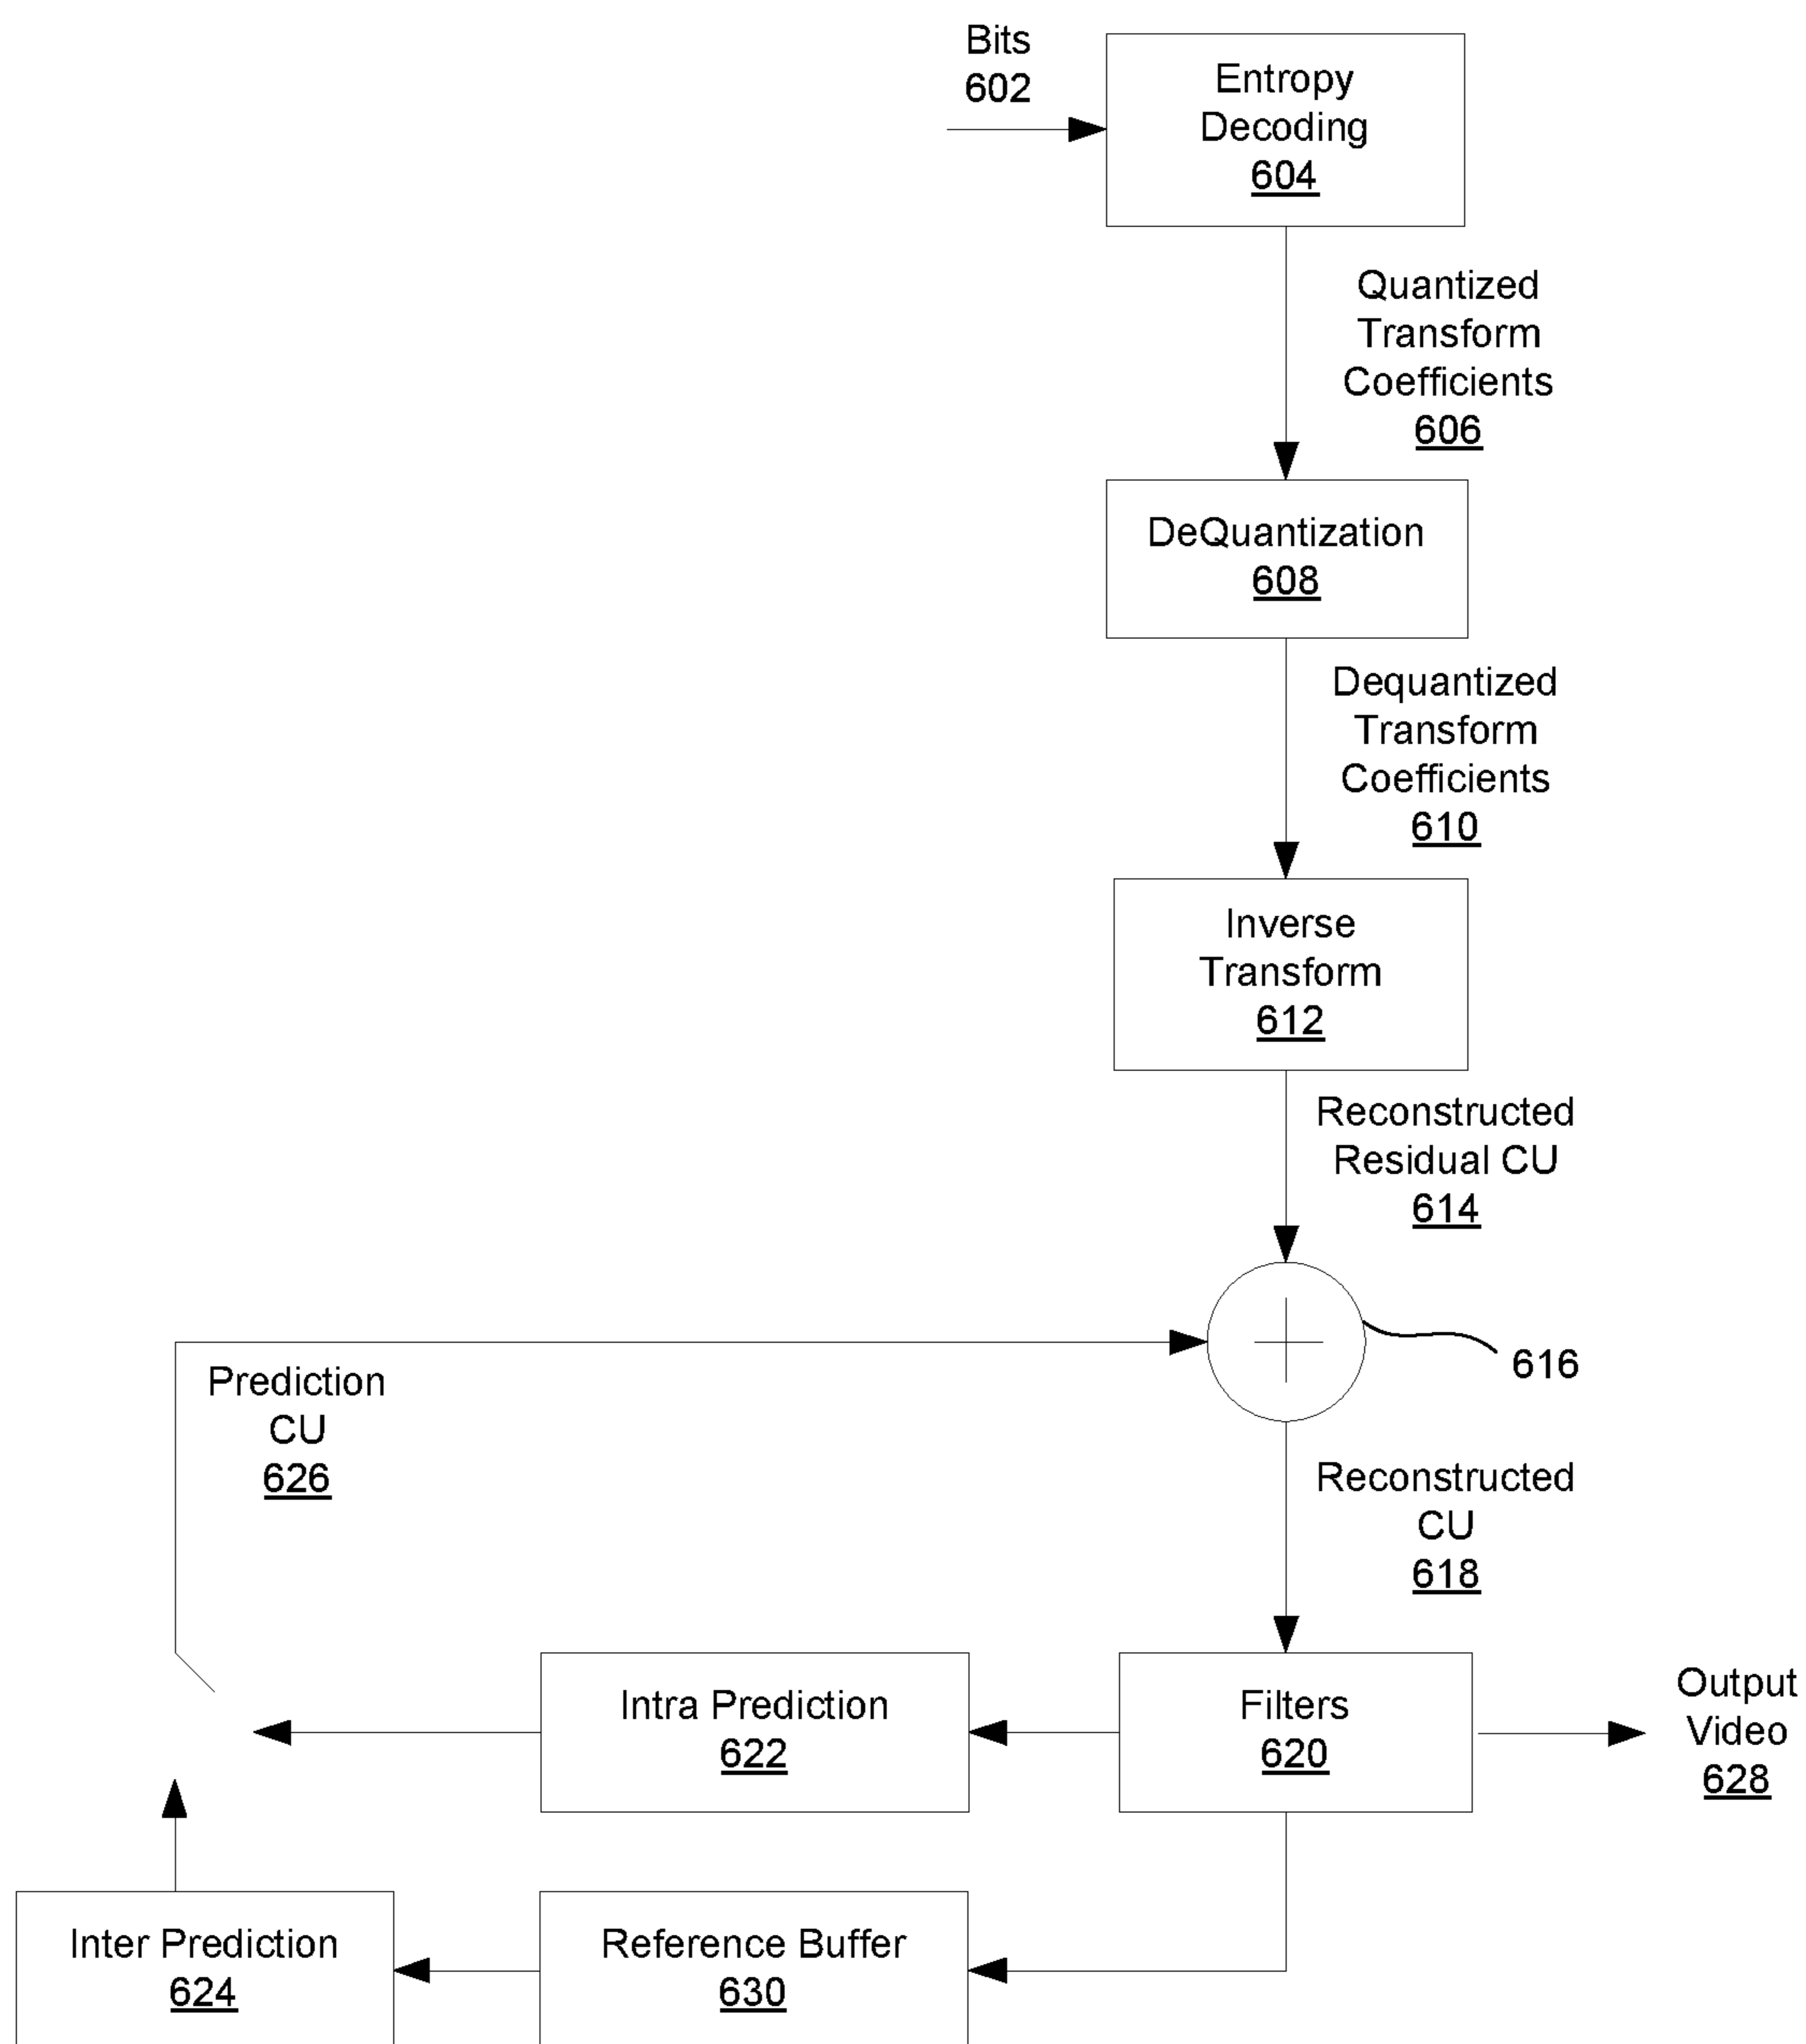 Bits
602
Entropy
Decoding
604
Quantized
Transform
Coefficients
606
DeQuantization
608
Dequantized
Transform
Coefficients
610
Inverse
Transform
612
Reconstructed
Residual CU
614
616
Prediction
CU
626
Reconstructed
CU
618
Intra Prediction
622
Filters
620
Output
Video
628
Inter Prediction
624
Reference Buffer
630